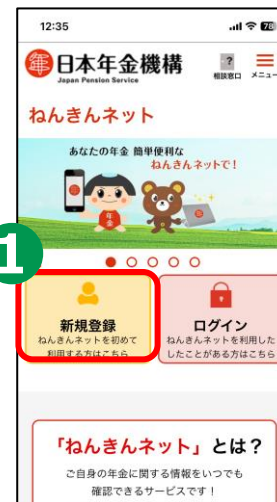 12:35
78
日本年金機構
Japan Pension Service
?
相談窓口
メニュー
ねんきんネット
あなたの年金 簡単便利な
ねんきんネットで!
年金
1
新規登録
ねんきんネットを初めて
利用する方はこちら
ログイン
ねんきんネットを利用した
したことがある方はこちら
「ねんきんネット」とは?
ご自身の年金に関する情報をいつでも
確認できるサービスです!